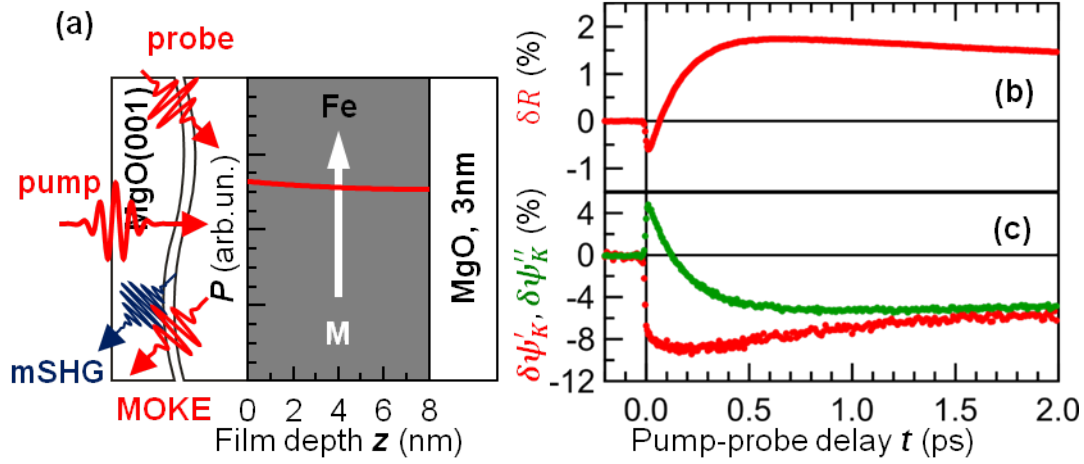 (a)
probe
MgO(001)
pump
P (arb.un.)
Fe
M
MgO, 3nm
mSHG
MOKE
0 2 4 6 8
Film depth z (nm)
δR (%)
2
1
0
-1
(b)
δψ′K, δψ″K (%)
4
0
-4
-8
-12
(c)
0.0 0.5 1.0 1.5 2.0
Pump-probe delay t (ps)